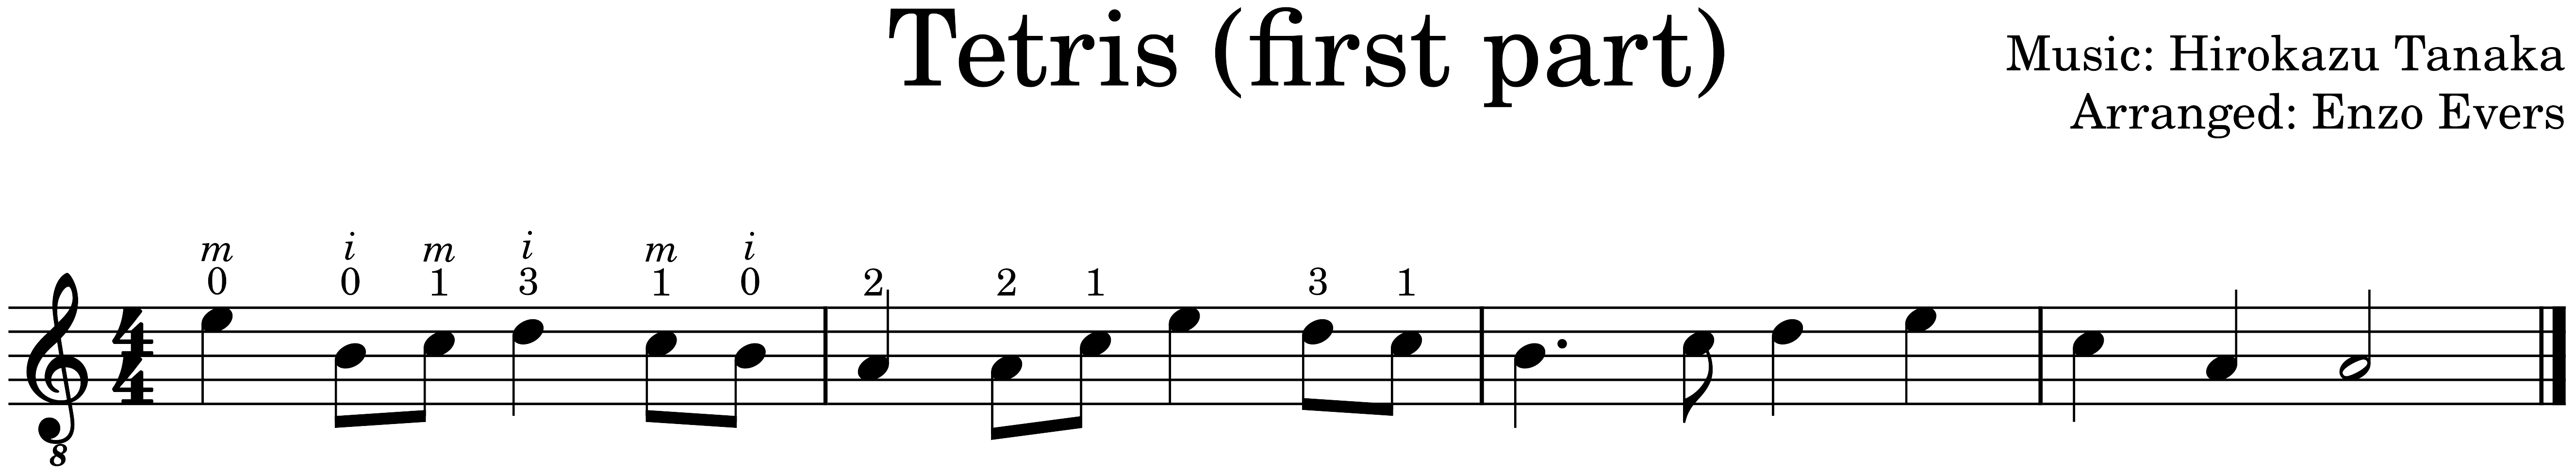 Tetris (first part)
Music: Hirokazu Tanaka
Arranged: Enzo Evers
m i m i m i
0 0 1 3 1 0 2 2 1 3 1
4
4
8